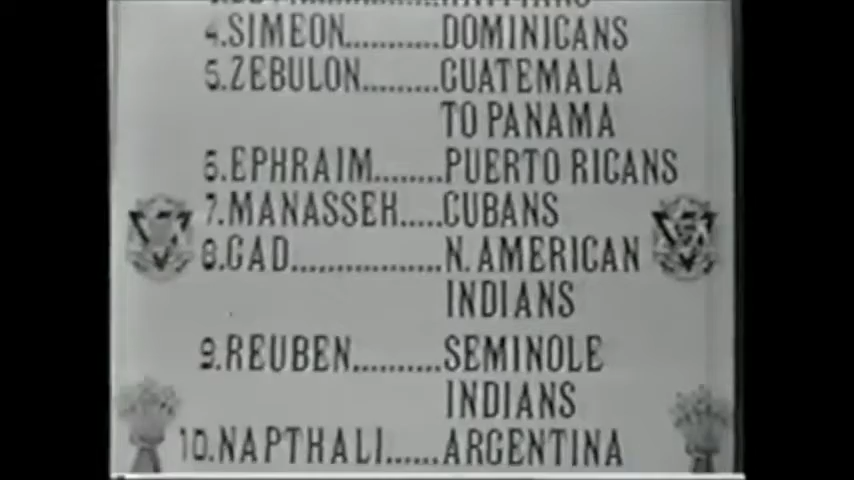 4.SIMEON...........DOMINICANS
5.ZEBULON.........GUATEMALA
TO PANAMA
6.EPHRAIM........PUERTO RICANS
7.MANASSEH.....CUBANS
8.GAD.................N.AMERICAN
INDIANS
9.REUBEN..........SEMINOLE
INDIANS
10.NAPTHALI......ARGENTINA